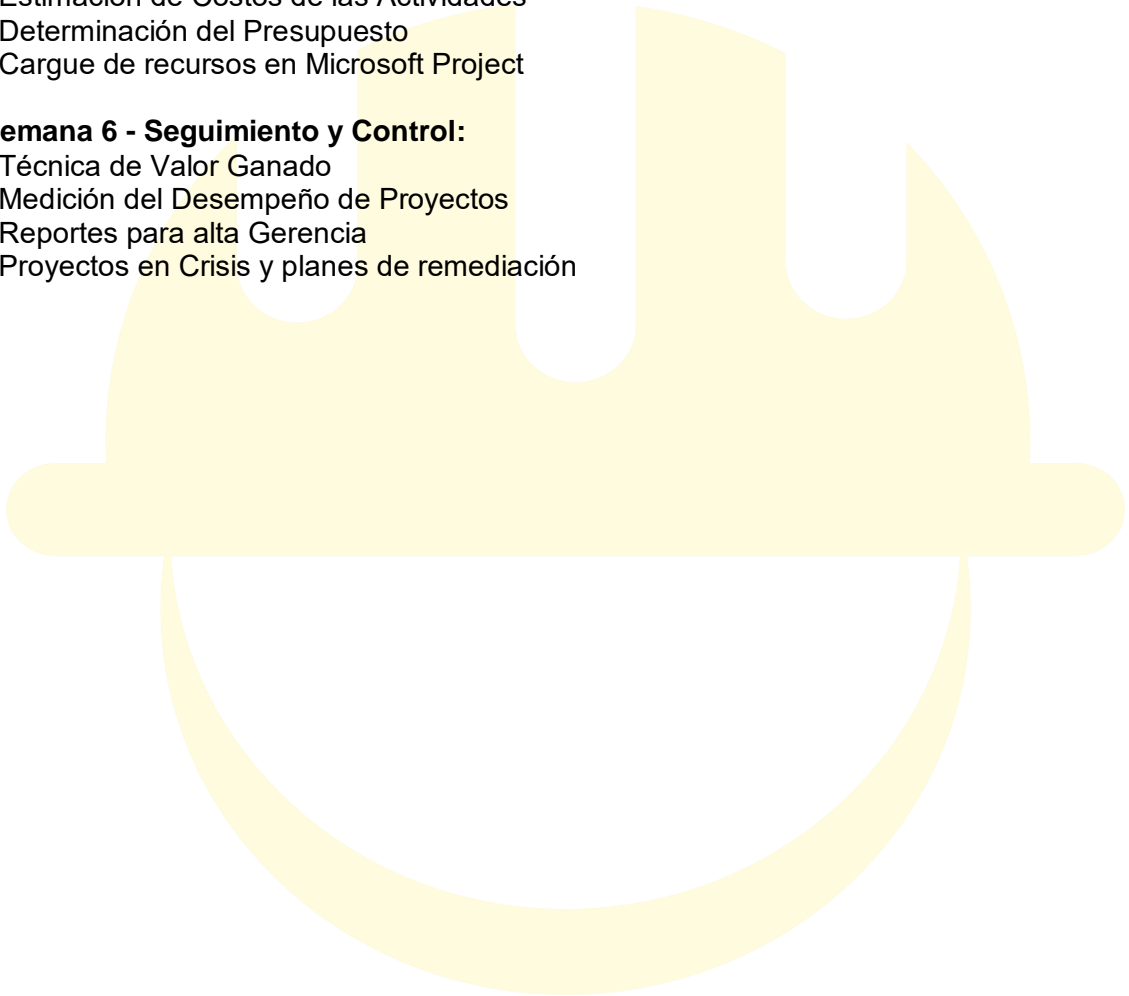 Estimación de Costos de las Actividades
Determinación del Presupuesto
Cargue de recursos en Microsoft Project
emana 6 - Seguimiento y Control:
Técnica de Valor Ganado
Medición del Desempeño de Proyectos
Reportes para alta Gerencia
Proyectos en Crisis y planes de remediación